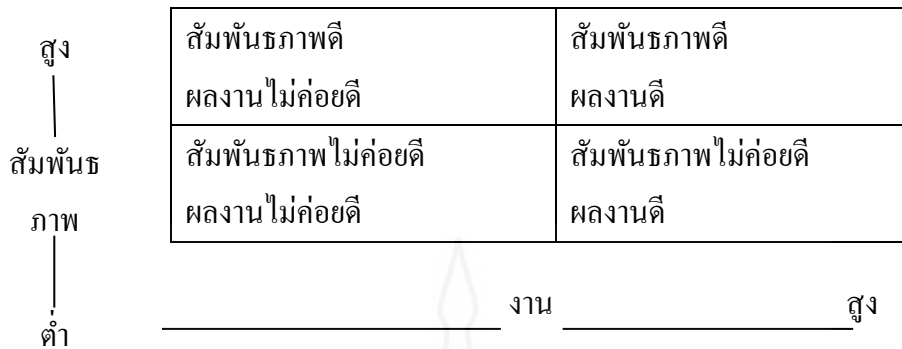 สูง
สัมพันธภาพดี
สัมพันธภาพดี
ผลงานไม่ค่อยดี
ผลงานดี
สัมพันธ
ภาพ
สัมพันธภาพไม่ค่อยดี
สัมพันธภาพไม่ค่อยดี
ผลงานไม่ค่อยดี
ผลงานดี
ต่ำ
งาน
สูง